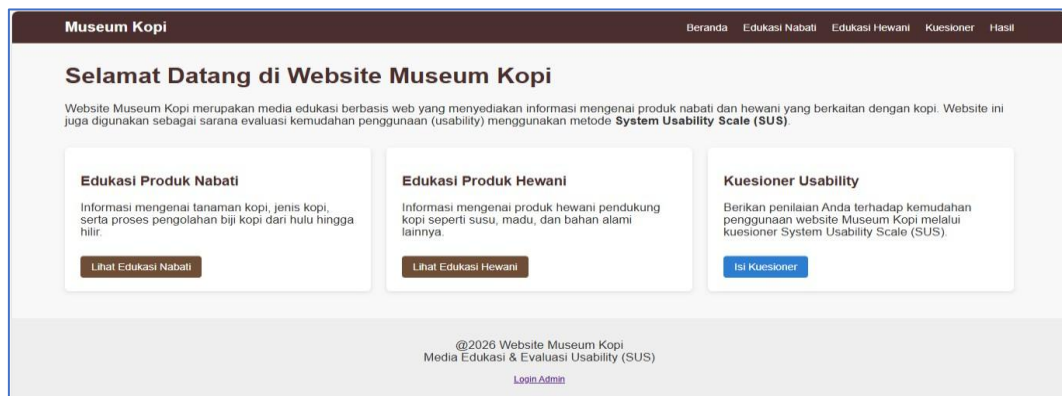 Museum Kopi
Beranda Edukasi Nabati Edukasi Hewani Kuesioner Hasil
Selamat Datang di Website Museum Kopi
Website Museum Kopi merupakan media edukasi berbasis web yang menyediakan informasi mengenai produk nabati dan hewani yang berkaitan dengan kopi. Website ini
juga digunakan sebagai sarana evaluasi kemudahan penggunaan (usability) menggunakan metode System Usability Scale (SUS).
Edukasi Produk Nabati
Informasi mengenai tanaman kopi, jenis kopi,
serta proses pengolahan biji kopi dari hulu hingga
hilir.
Lihat Edukasi Nabati
Edukasi Produk Hewani
Informasi mengenai produk hewani pendukung
kopi seperti susu, madu, dan bahan alami
lainnya.
Lihat Edukasi Hewani
Kuesioner Usability
Berikan penilaian Anda terhadap kemudahan
penggunaan website Museum Kopi melalui
kuesioner System Usability Scale (SUS).
Isi Kuesioner
@2026 Website Museum Kopi
Media Edukasi & Evaluasi Usability (SUS)
Login Admin